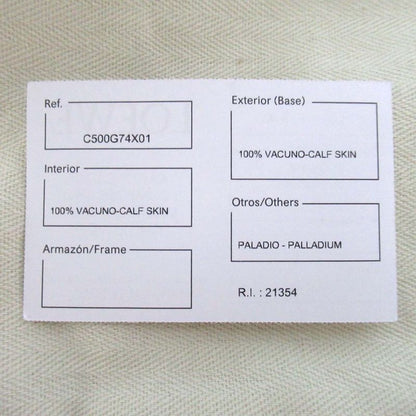 Ref.
C500G74X01
Interior
100% VACUNO-CALF SKIN
Armazón/Frame
Exterior (Base)
100% VACUNO-CALF SKIN
Otros/Others
PALADIO - PALLADIUM
R.I. : 21354